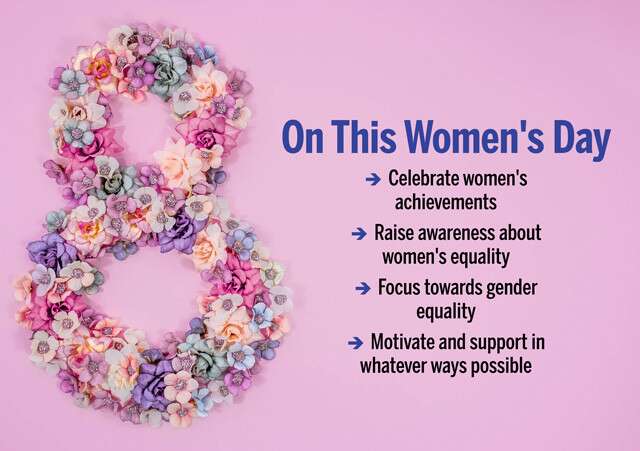 On This Women's Day
→ Celebrate women's
achievements
→ Raise awareness about
women's equality
→ Focus towards gender
equality
→ Motivate and support in
whatever ways possible